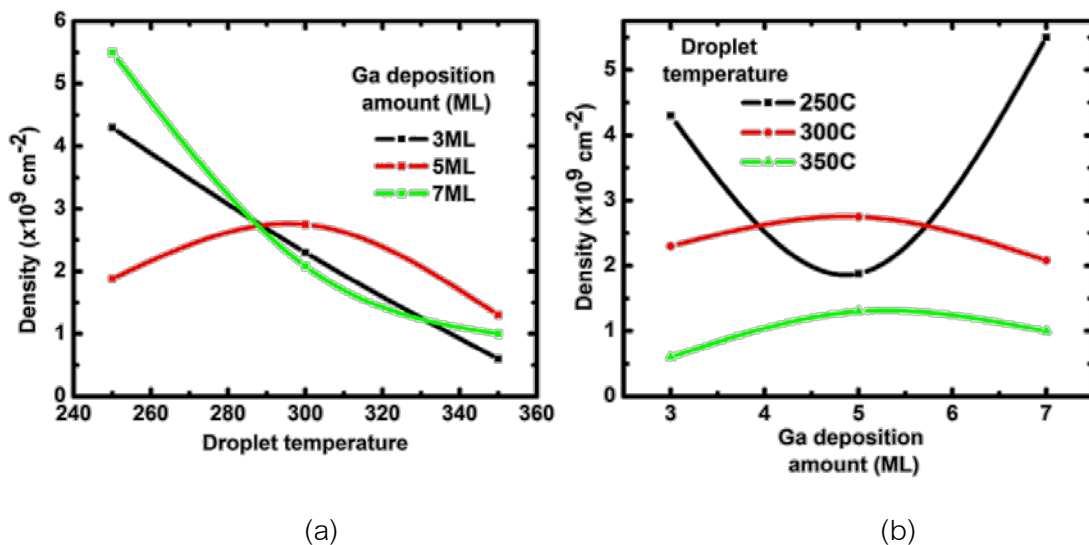 6
5
4
3
2
1
0
Density (x10⁹ cm⁻²)
Ga deposition
amount (ML)
3ML
5ML
7ML
240 260 280 300 320 340 360
Droplet temperature
(a)
5
4
3
2
1
0
Density (x10⁹ cm⁻²)
Droplet
temperature
250C
300C
350C
3 4 5 6 7
Ga deposition
amount (ML)
(b)